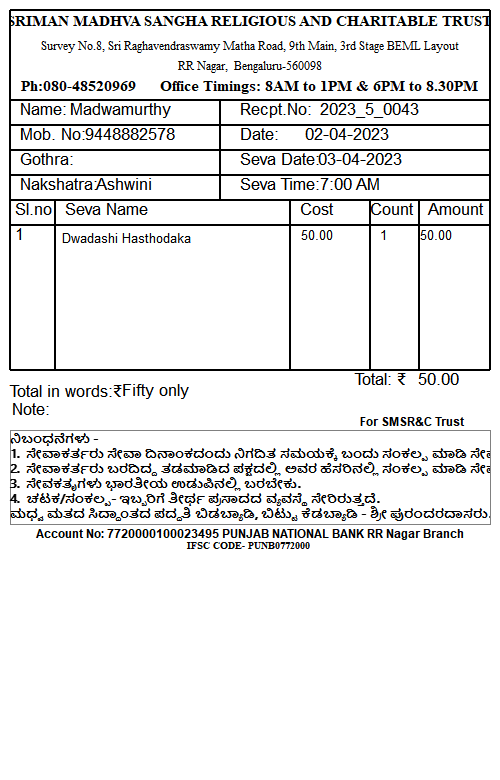 SRIMAN MADHVA SANGHA RELIGIOUS AND CHARITABLE TRUST
Survey No.8, Sri Raghavendraswamy Matha Road, 9th Main, 3rd Stage BEML Layout
RR Nagar, Bengaluru-560098
Ph:080-48520969 Office Timings: 8AM to 1PM & 6PM to 8.30PM
Name: Madwamurthy Recpt.No: 2023_5_0043
Mob. No:9448882578 Date: 02-04-2023
Gothra: Seva Date:03-04-2023
Nakshatra:Ashwini Seva Time:7:00 AM
Sl.no Seva Name Cost Count Amount
1 Dwadashi Hasthodaka 50.00 1 50.00
Total: ₹ 50.00
Total in words:₹Fifty only
Note:
For SMSR&C Trust
ನಿಬಂಧನೆಗಳು -
1. ಸೇವಾಕರ್ತರು ಸೇವಾ ದಿನಾಂಕದಂದು ನಿಗದಿತ ಸಮಯಕ್ಕೆ ಬಂದು ಸಂಕಲ್ಪ ಮಾಡಿ
2. ಸೇವಾಕರ್ತರು ಬರದಿದ್ದ ತಡಮಾಡಿದ ಪಕ್ಷದಲ್ಲಿ ಅವರ ಹೆಸರಿನಲ್ಲಿ ಸಂಕಲ್ಪ ಮಾಡಿ
3. ಸೇವಕತೃಗಳು ಭಾರತೀಯ ಉಡುಪಿನಲ್ಲಿ ಬರಬೇಕು.
4. ಚಟಕ/ಸಂಕಲ್ಪ- ಇಬ್ಬರಿಗೆ ತೀರ್ಥ ಪ್ರಸಾದದ ವ್ಯವಸ್ಥೆ ಸೇರಿರುತ್ತದೆ.
ಮಧ್ವ ಮತದ ಸಿದ್ಧಾಂತದ ಪದ್ಧತಿ ಬಿಡಬ್ಯಾಡಿ, ಬಿಟ್ಟು ಕೆಡಬ್ಯಾಡಿ - ಶ್ರೀ ಪುರಂದರದಾಸರು.
Account No: 7720000100023495 PUNJAB NATIONAL BANK RR Nagar Branch
IFSC CODE- PUNB0772000